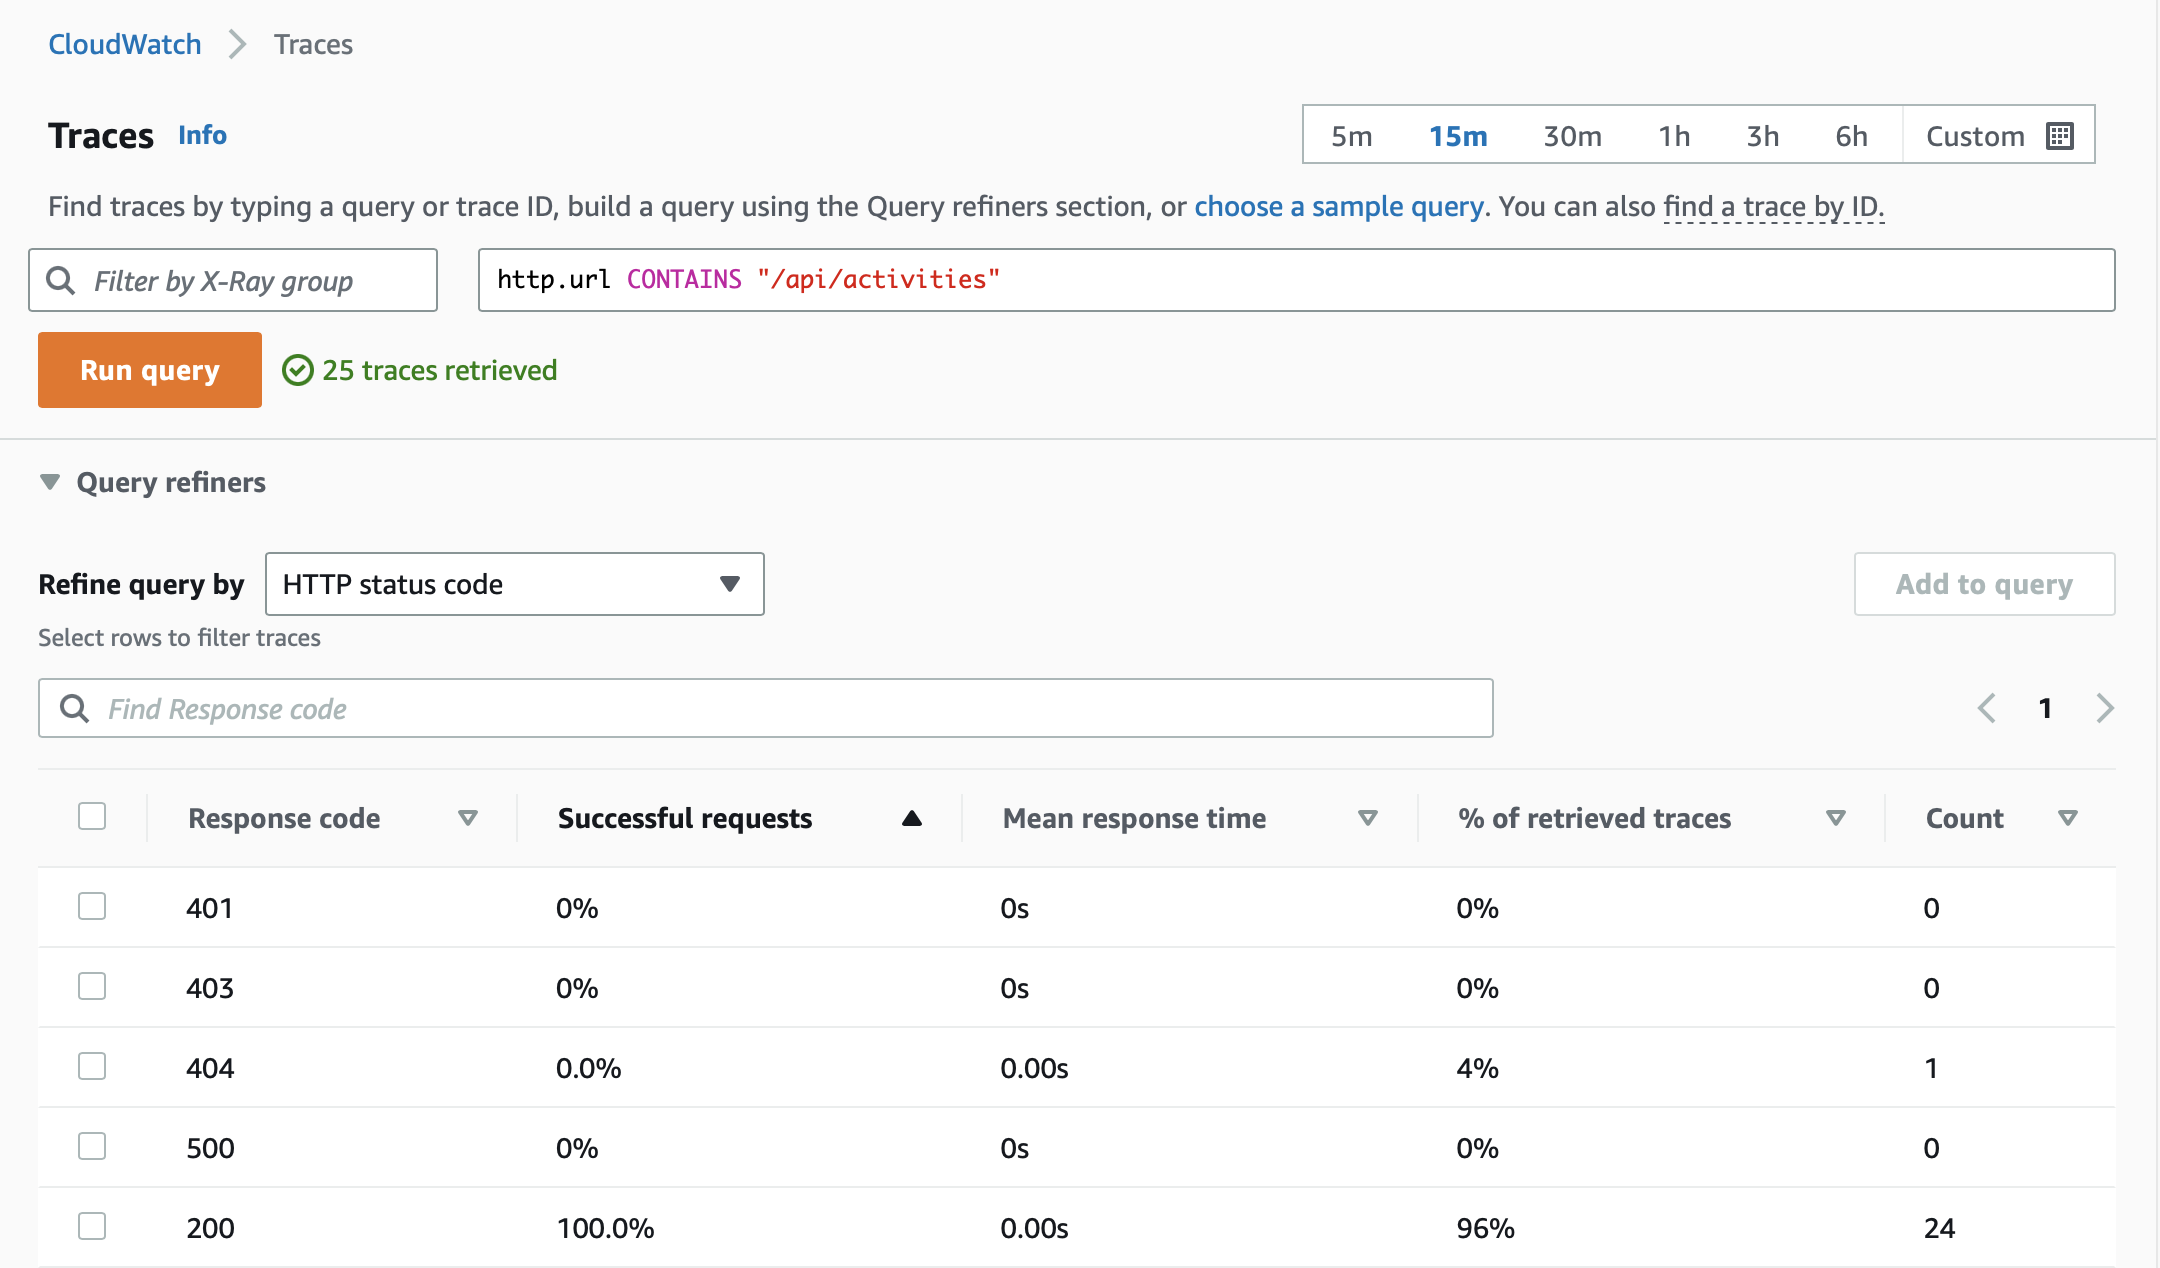 CloudWatch Traces
Traces Info
5m 15m 30m 1h 3h 6h Custom
Find traces by typing a query or trace ID, build a query using the Query refiners section, or choose a sample query. You can also find a trace by ID.
Filter by X-Ray group
http.url CONTAINS "/api/activities"
Run query 25 traces retrieved
Query refiners
Refine query by HTTP status code Add to query
Select rows to filter traces
Find Response code 1
Response code Successful requests Mean response time % of retrieved traces Count
401 0% 0s 0% 0
403 0% 0s 0% 0
404 0.0% 0.00s 4% 1
500 0% 0s 0% 0
200 100.0% 0.00s 96% 24